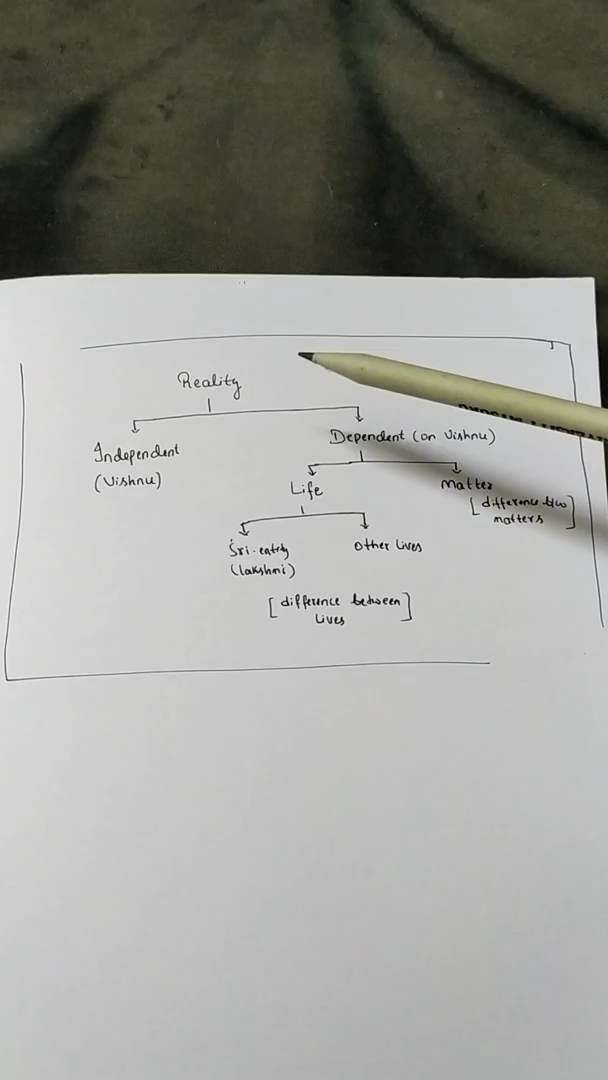 Reality
Independent
(Vishnu)
Dependent (on Vishnu)
Life
Matter
[difference b/w
matters]
Śri-entity
(lakshmi)
other lives
[difference between
lives]